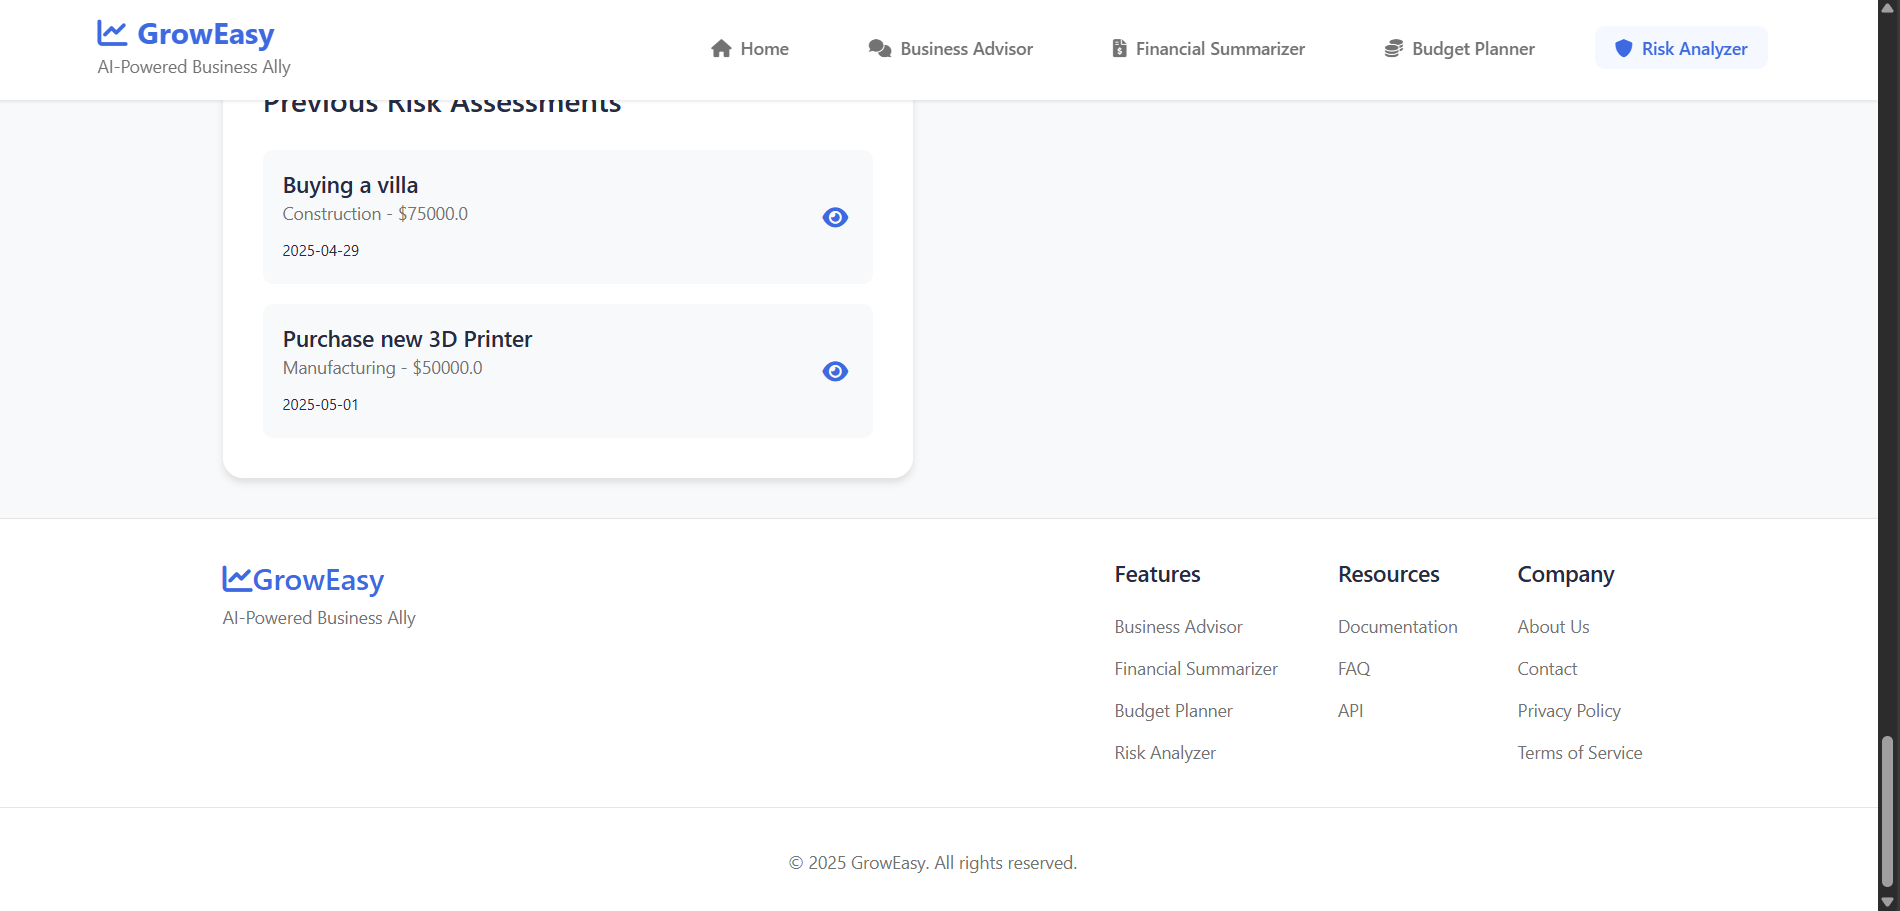 GrowEasy
AI-Powered Business Ally
Home
Business Advisor
Financial Summarizer
Budget Planner
Risk Analyzer
Previous Risk Assessments
Buying a villa
Construction - $75000.0
2025-04-29
Purchase new 3D Printer
Manufacturing - $50000.0
2025-05-01
GrowEasy
AI-Powered Business Ally
Features
Business Advisor
Financial Summarizer
Budget Planner
Risk Analyzer
Resources
Documentation
FAQ
API
Company
About Us
Contact
Privacy Policy
Terms of Service
© 2025 GrowEasy. All rights reserved.